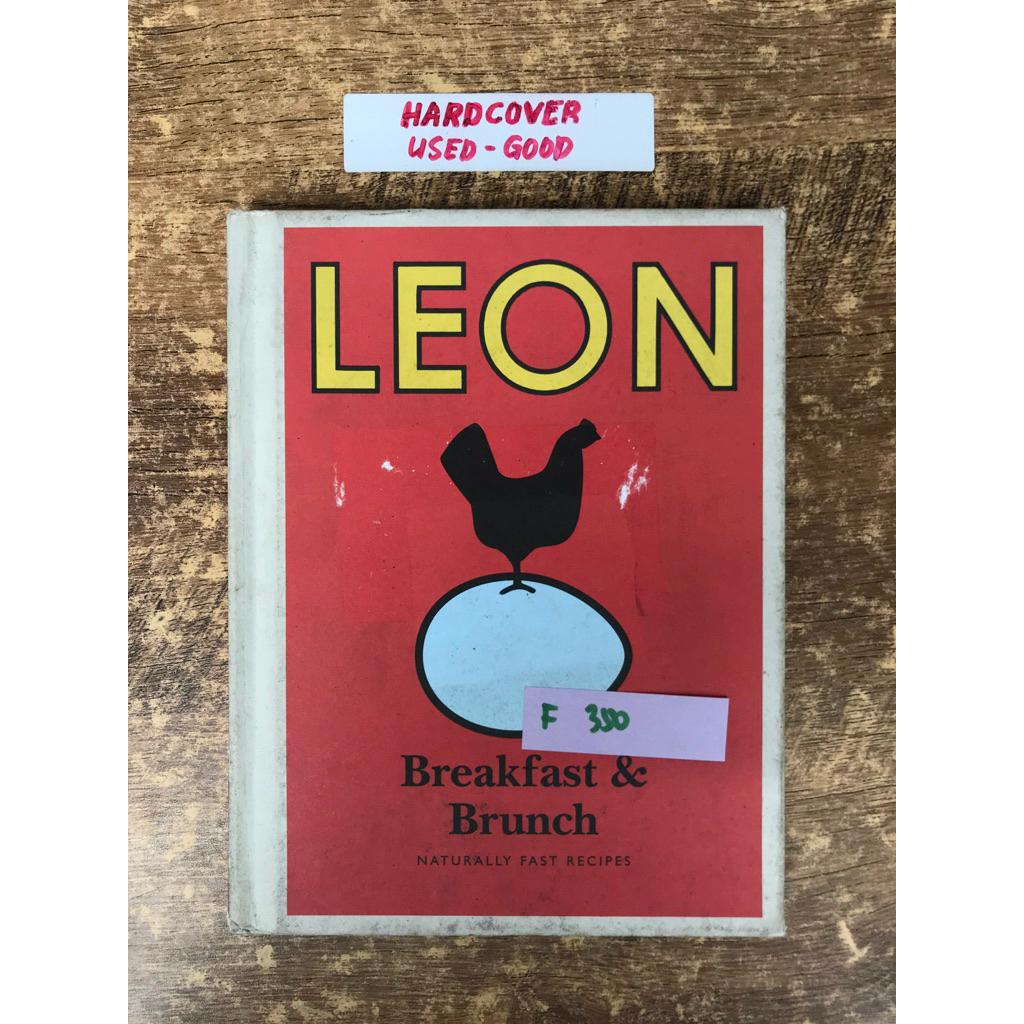 HARDCOVER
USED - GOOD
LEON
F 350
Breakfast &
Brunch
NATURALLY FAST RECIPES